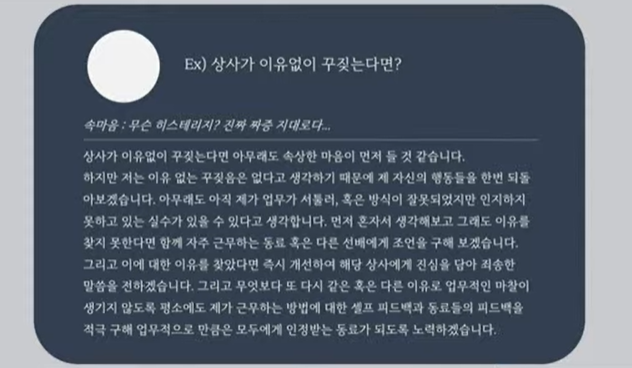 Ex) 상사가 이유없이 꾸짖는다면?
속마음 : 무슨 히스테리지? 진짜 짜증 지대로다...
상사가 이유없이 꾸짖는다면 아무래도 속상한 마음이 먼저 들 것 같습니다.
하지만 저는 이유 없는 꾸짖음은 없다고 생각하기 때문에 제 자신의 행동들을 한번 되돌
아보겠습니다. 아무래도 아직 제가 업무가 서툴러, 혹은 방식이 잘못되었지만 인지하지
못하고 있는 실수가 있을 수 있다고 생각합니다. 먼저 혼자서 생각해보고 그래도 이유를
찾지 못한다면 함께 자주 근무하는 동료 혹은 다른 선배에게 조언을 구해 보겠습니다.
그리고 이에 대한 이유를 찾았다면 즉시 개선하여 해당 상사에게 진심을 담아 죄송한
말씀을 전하겠습니다. 그리고 무엇보다 또 다시 같은 혹은 다른 이유로 업무적인 마찰이
생기지 않도록 평소에도 제가 근무하는 방법에 대한 셀프 피드백과 동료들의 피드백을
적극 구해 업무적으로 만큼은 모두에게 인정받는 동료가 되도록 노력하겠습니다.